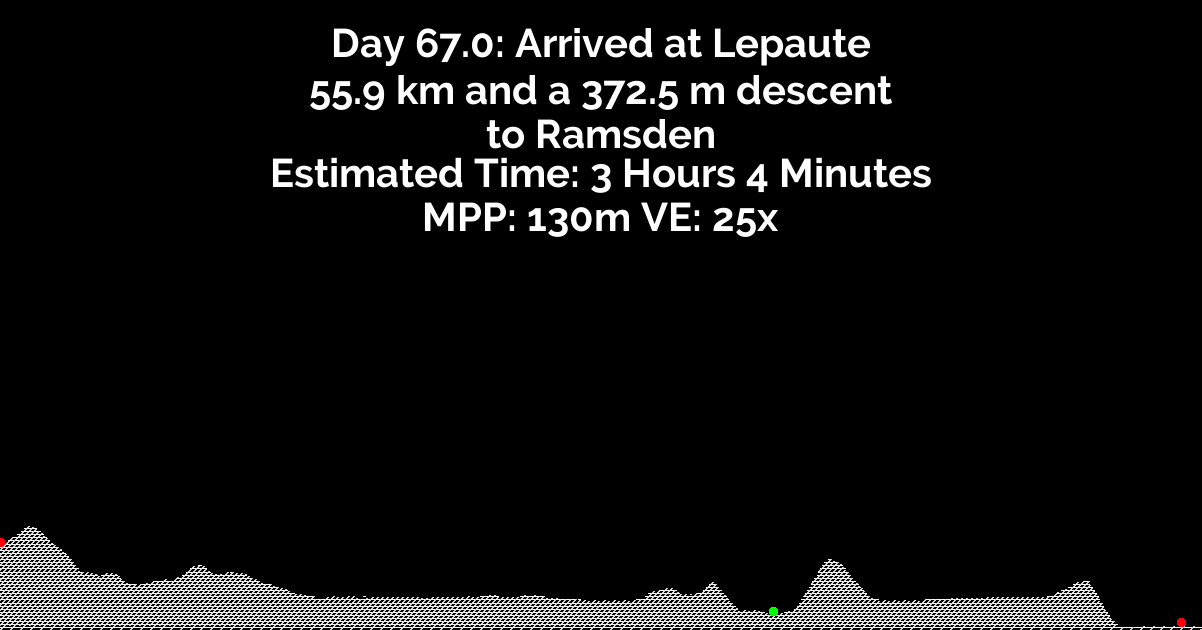 Day 67.0: Arrived at Lepaute
55.9 km and a 372.5 m descent
to Ramsden
Estimated Time: 3 Hours 4 Minutes
MPP: 130m VE: 25x